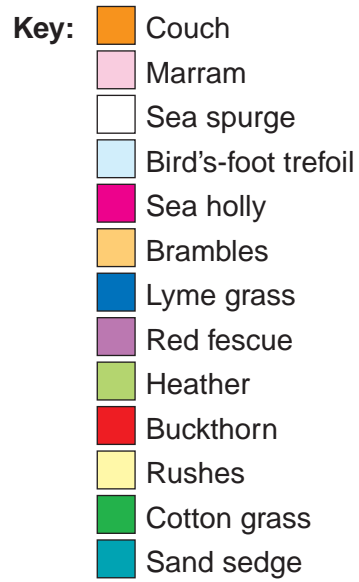 Key: Couch
Marram
Sea spurge
Bird's-foot trefoil
Sea holly
Brambles
Lyme grass
Red fescue
Heather
Buckthorn
Rushes
Cotton grass
Sand sedge